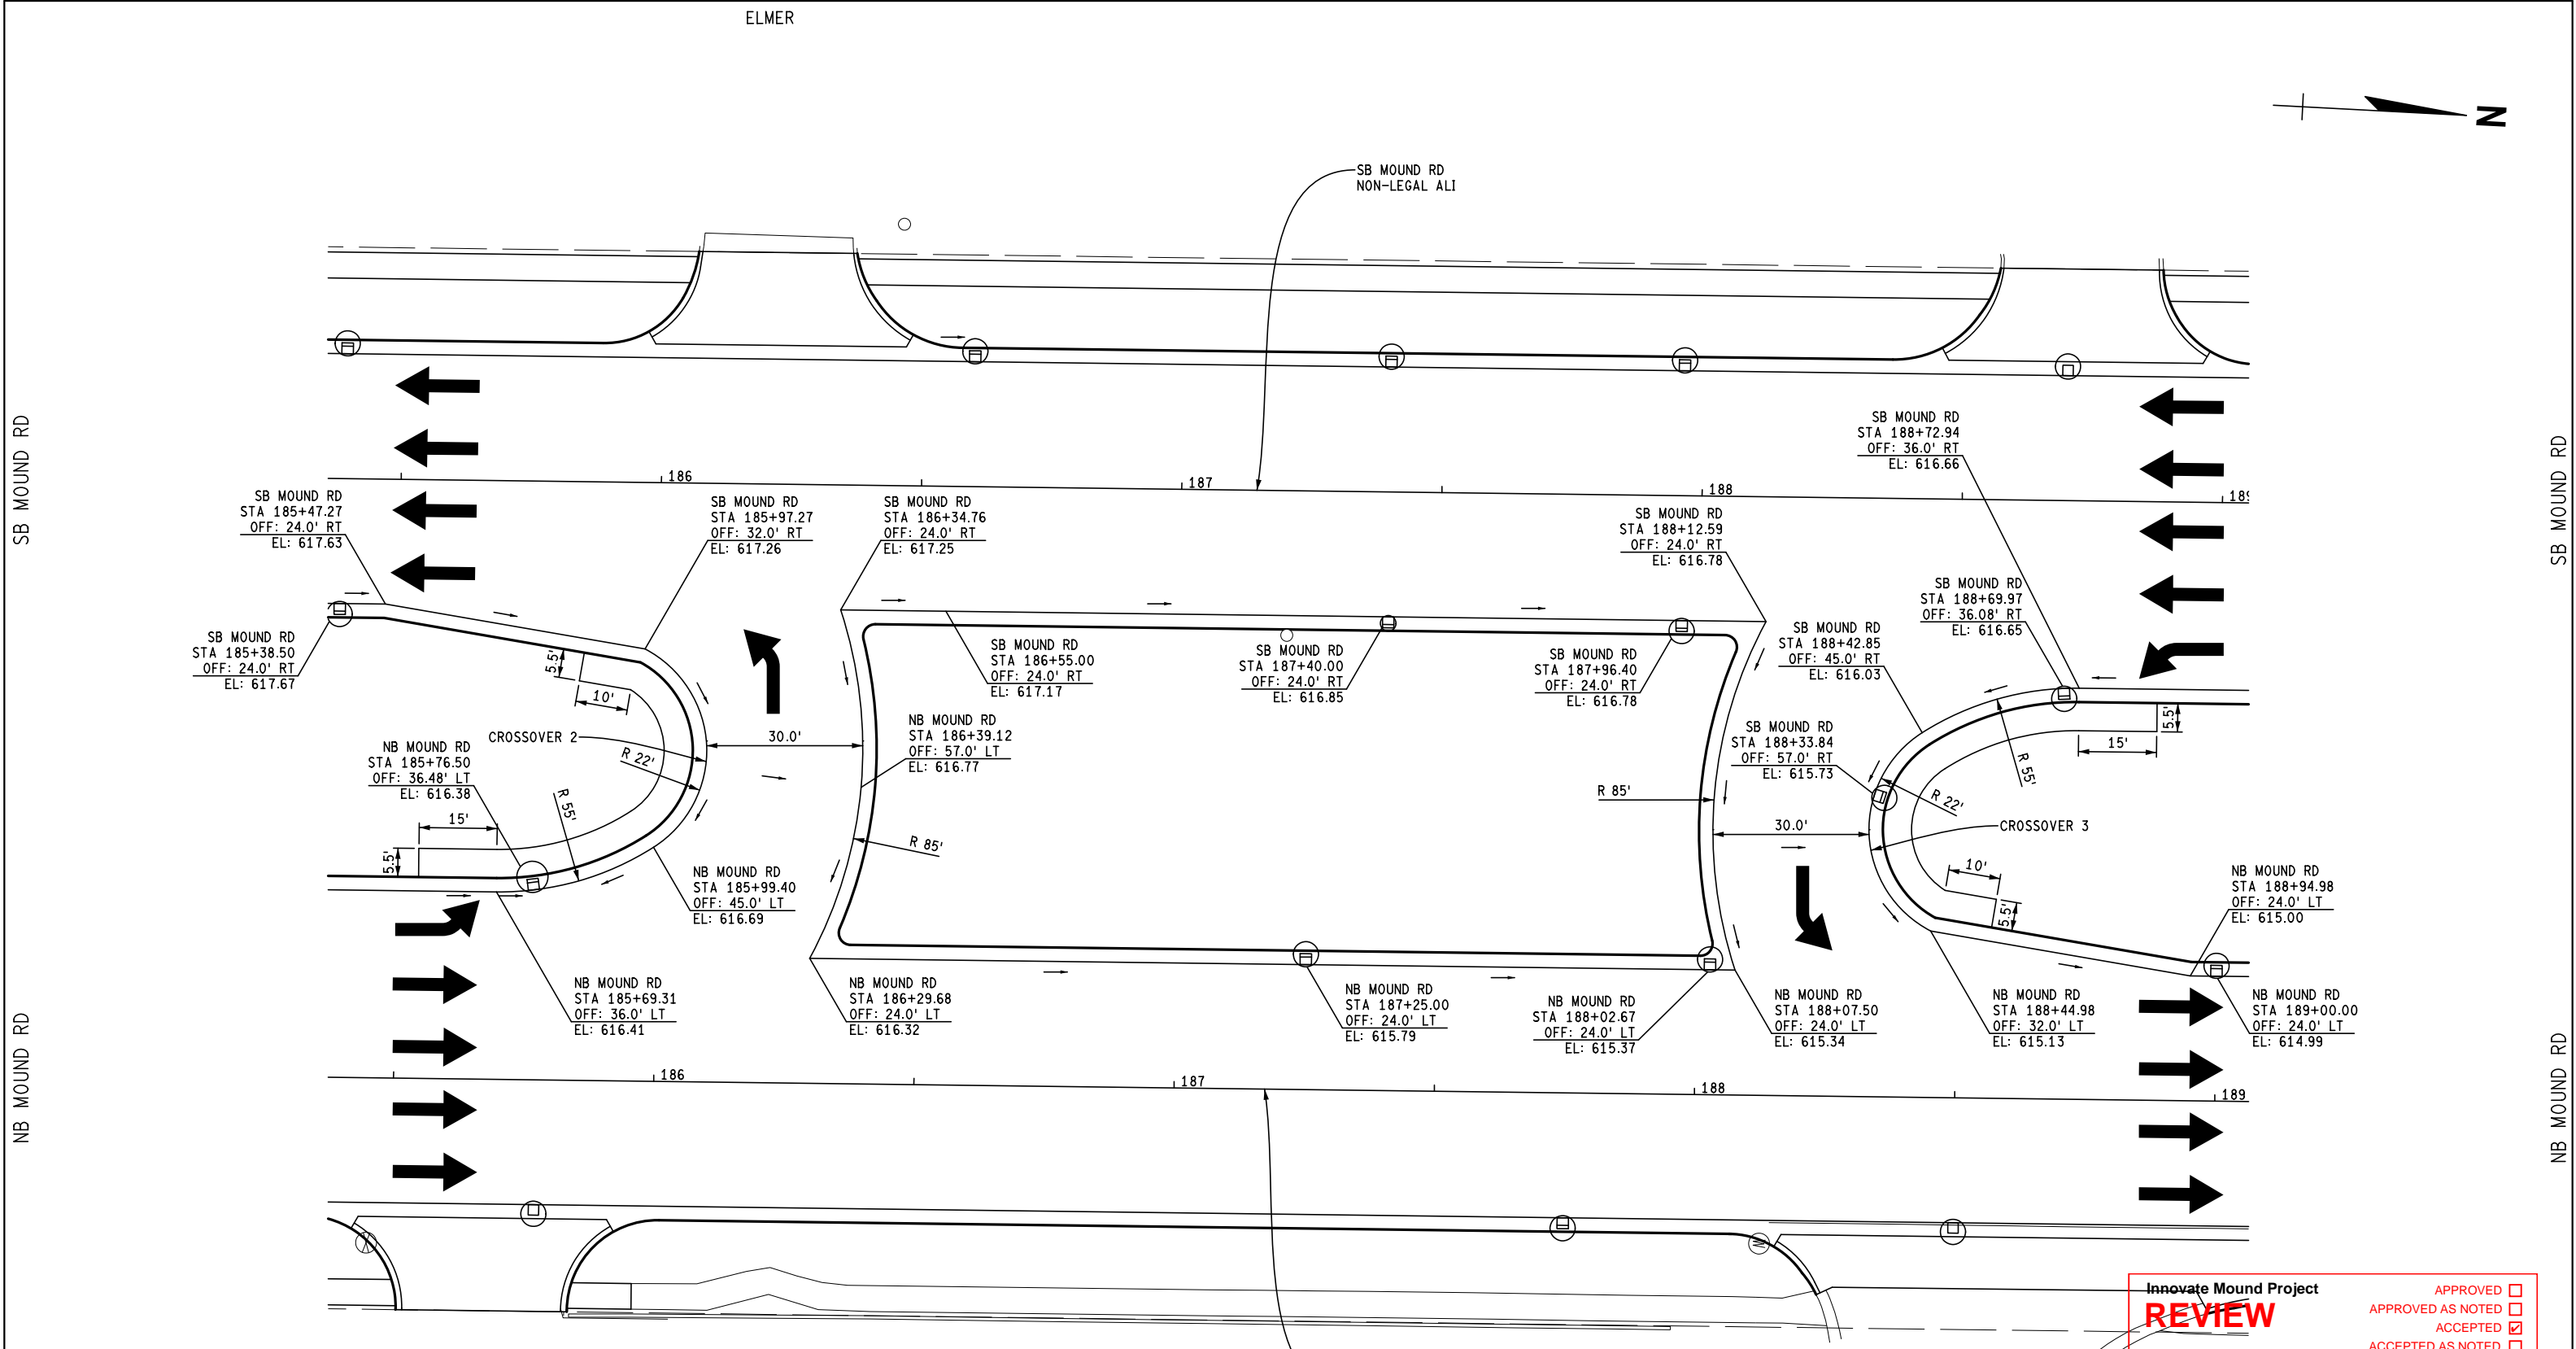 ELMER
N
SB MOUND RD
NON-LEGAL ALI
SB MOUND RD
SB MOUND RD
NB MOUND RD
NB MOUND RD
186
187
188
189
SB MOUND RD
STA 188+72.94
OFF: 36.0' RT
EL: 616.66
SB MOUND RD
STA 185+47.27
OFF: 24.0' RT
EL: 617.63
SB MOUND RD
STA 185+97.27
OFF: 32.0' RT
EL: 617.26
SB MOUND RD
STA 186+34.76
OFF: 24.0' RT
EL: 617.25
SB MOUND RD
STA 188+12.59
OFF: 24.0' RT
EL: 616.78
SB MOUND RD
STA 188+69.97
OFF: 36.08' RT
EL: 616.65
SB MOUND RD
STA 185+38.50
OFF: 24.0' RT
EL: 617.67
SB MOUND RD
STA 186+55.00
OFF: 24.0' RT
EL: 617.17
SB MOUND RD
STA 187+40.00
OFF: 24.0' RT
EL: 616.85
SB MOUND RD
STA 187+96.40
OFF: 24.0' RT
EL: 616.78
SB MOUND RD
STA 188+42.85
OFF: 45.0' RT
EL: 616.03
5.5'
10'
CROSSOVER 2
R 22'
30.0'
NB MOUND RD
STA 186+39.12
OFF: 57.0' LT
EL: 616.77
SB MOUND RD
STA 188+33.84
OFF: 57.0' RT
EL: 615.73
5.5'
15'
R 55'
NB MOUND RD
STA 185+76.50
OFF: 36.48' LT
EL: 616.38
15'
5.5'
R 55'
R 85'
R 85'
30.0'
R 22'
CROSSOVER 3
10'
5.5'
NB MOUND RD
STA 185+99.40
OFF: 45.0' LT
EL: 616.69
NB MOUND RD
STA 188+94.98
OFF: 24.0' LT
EL: 615.00
NB MOUND RD
STA 185+69.31
OFF: 36.0' LT
EL: 616.41
NB MOUND RD
STA 186+29.68
OFF: 24.0' LT
EL: 616.32
NB MOUND RD
STA 187+25.00
OFF: 24.0' LT
EL: 615.79
NB MOUND RD
STA 188+02.67
OFF: 24.0' LT
EL: 615.37
NB MOUND RD
STA 188+07.50
OFF: 24.0' LT
EL: 615.34
NB MOUND RD
STA 188+44.98
OFF: 32.0' LT
EL: 615.13
NB MOUND RD
STA 189+00.00
OFF: 24.0' LT
EL: 614.99
186
187
188
189
Innovate Mound Project
REVIEW
APPROVED
APPROVED AS NOTED
ACCEPTED
ACCEPTED AS NOTED